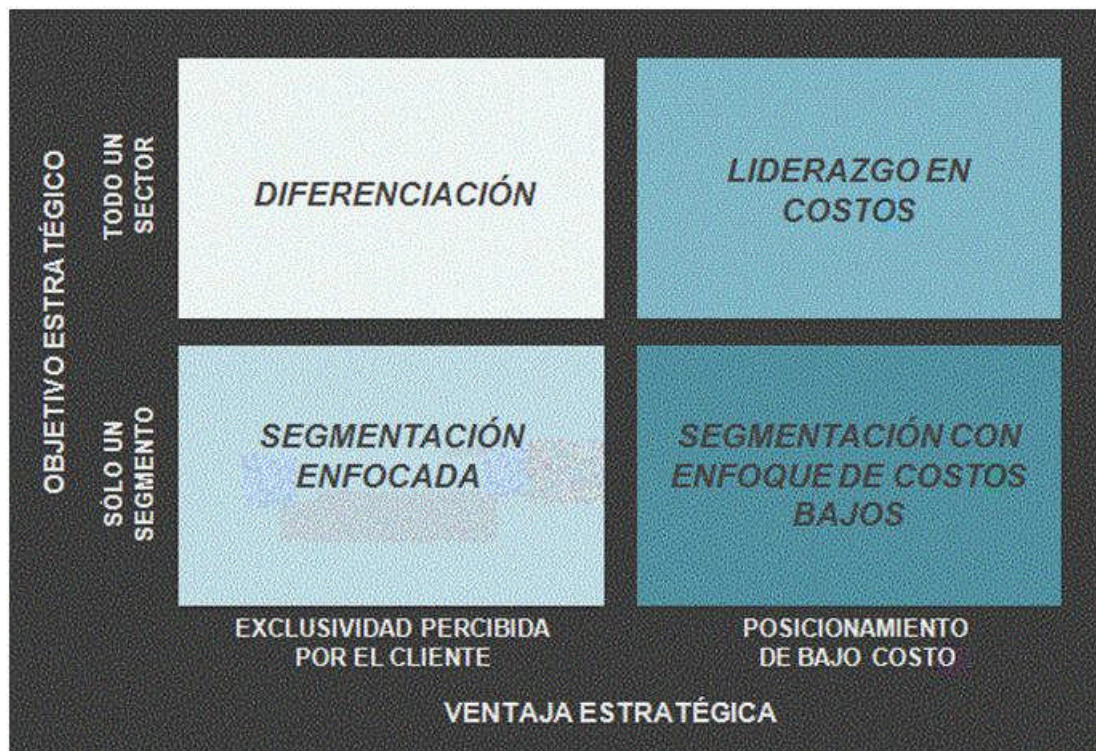 OBJETIVO ESTRATÉGICO
TODO UN
SECTOR
DIFERENCIACIÓN
LIDERAZGO EN
COSTOS
SÓLO UN
SEGMENTO
SEGMENTACIÓN
ENFOCADA
SEGMENTACIÓN CON
ENFOQUE DE COSTOS
BAJOS
EXCLUSIVIDAD PERCIBIDA
POR EL CLIENTE
POSICIONAMIENTO
DE BAJO COSTO
VENTAJA ESTRATÉGICA